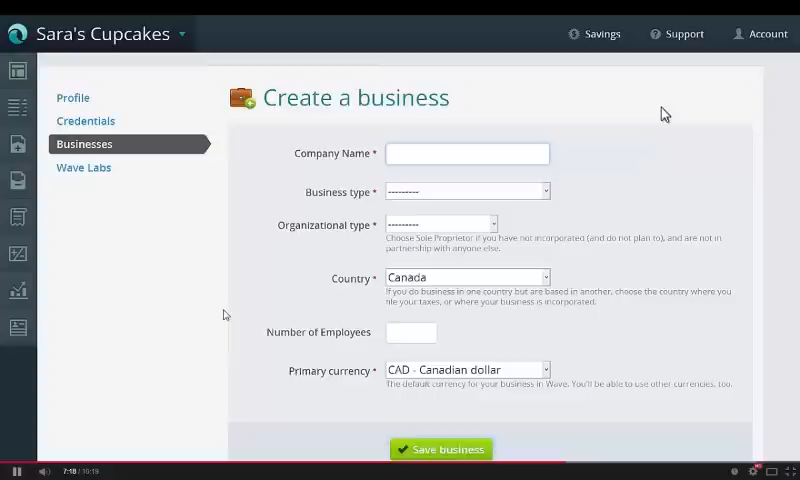 Sara's Cupcakes
Savings
Support
Account
Profile
Credentials
Businesses
Wave Labs
Create a business
Company Name *
Business type * ---------
Organizational type * ---------
Choose Sole Proprietor if you have not incorporated (and do not plan to), and are not in
partnership with anyone else.
Country * Canada
If you do business in one country but are based in another, choose the country where you
file your taxes, or where your business is incorporated.
Number of Employees
Primary currency * CAD - Canadian dollar
The default currency for your business in Wave. You'll be able to use other currencies, too.
Save business